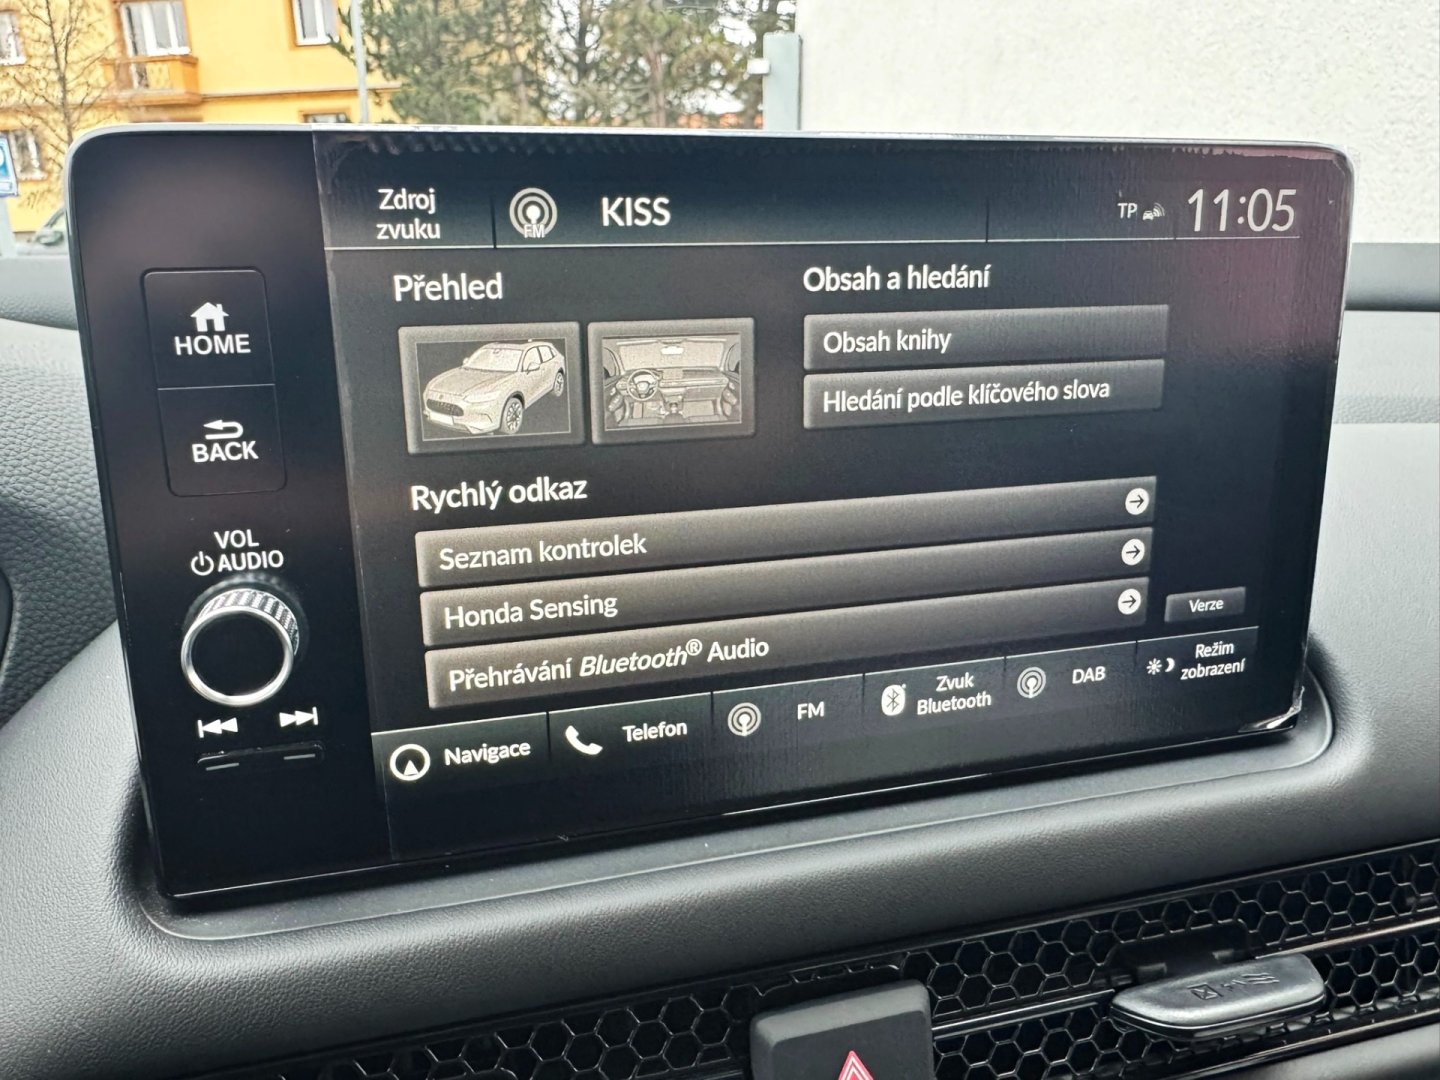 Zdroj
zvuku
FM
KISS
TP
11:05
HOME
BACK
VOL
AUDIO
Přehled
Obsah a hledání
Obsah knihy
Hledání podle klíčového slova
Rychlý odkaz
Seznam kontrolek
Honda Sensing
Přehrávání Bluetooth® Audio
Verze
Navigace
Telefon
FM
Zvuk
Bluetooth
DAB
Režim
zobrazení